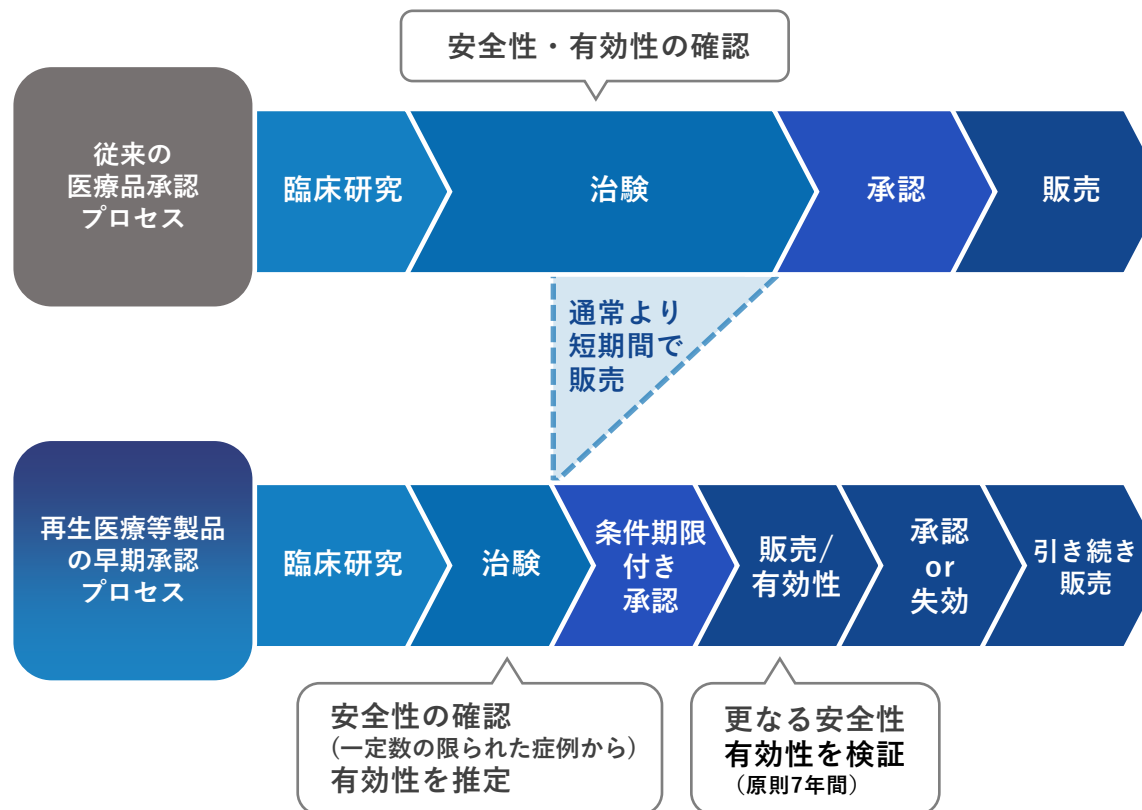 安全性・有効性の確認
従来の
医療品承認
プロセス
臨床研究
治験
承認
販売
通常より
短期間で
販売
再生医療等製品
の早期承認
プロセス
臨床研究
治験
条件期限
付き
承認
販売/
有効性
承認
or
失効
引き続き
販売
安全性の確認
(一定数の限られた症例から)
有効性を推定
更なる安全性
有効性を検証
(原則7年間)